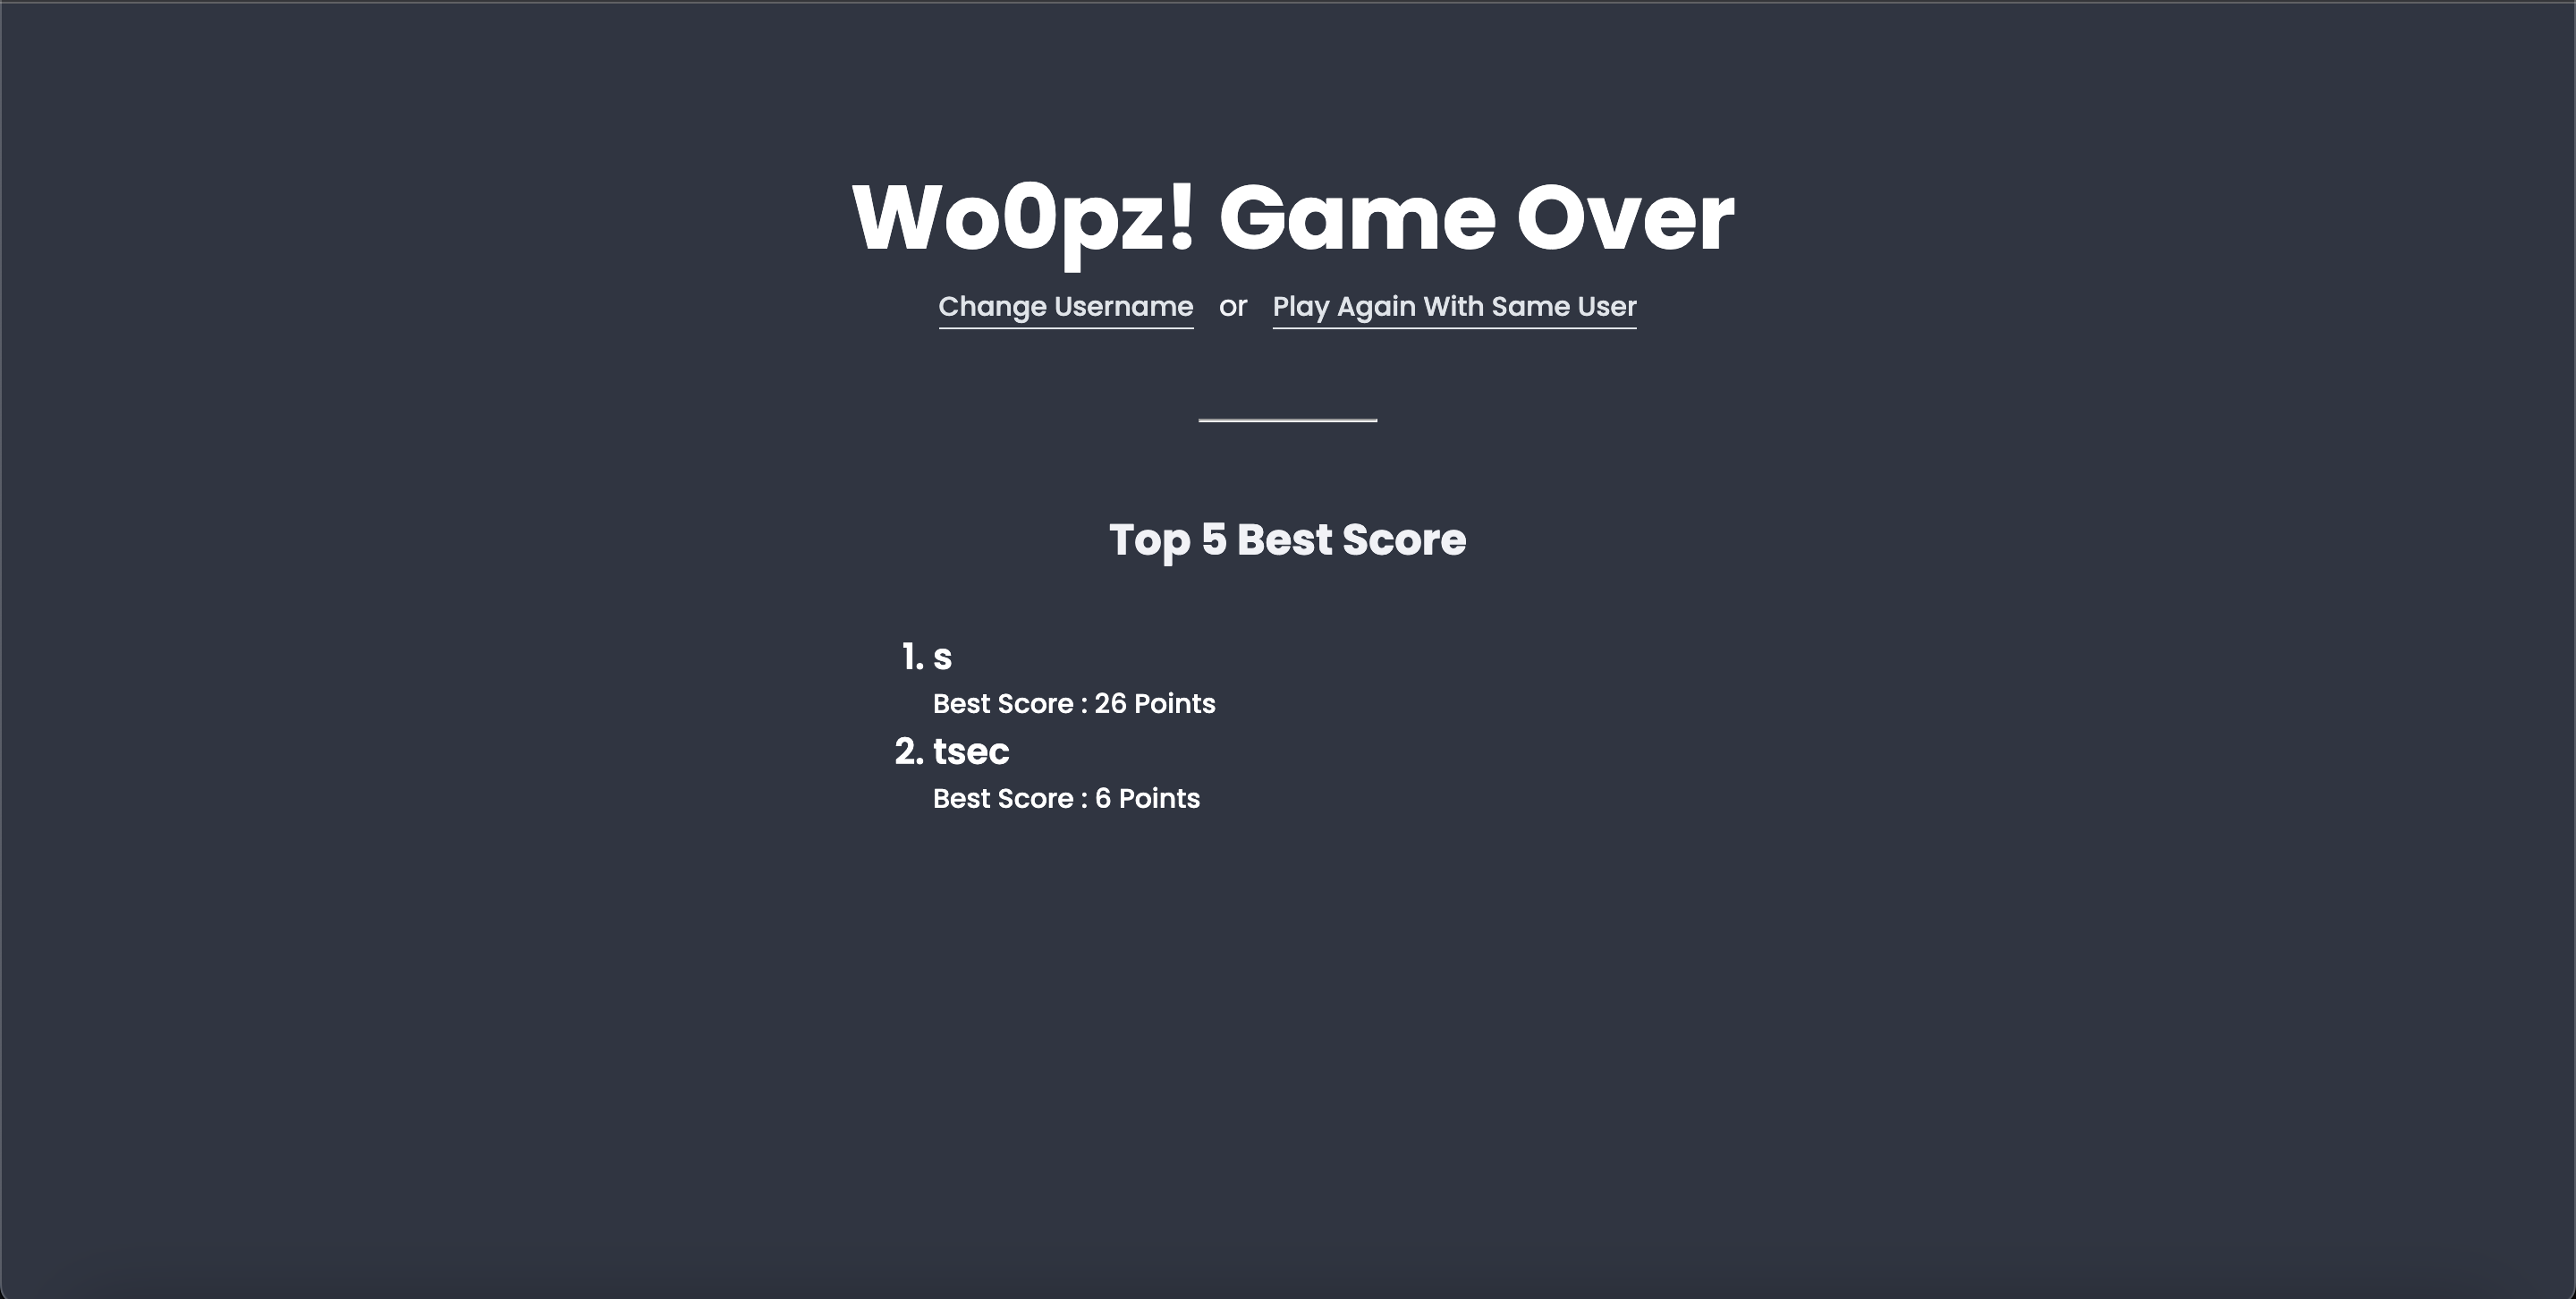 Wo0pz! Game Over
Change Username or Play Again With Same User
Top 5 Best Score
1. s
Best Score : 26 Points
2. tsec
Best Score : 6 Points